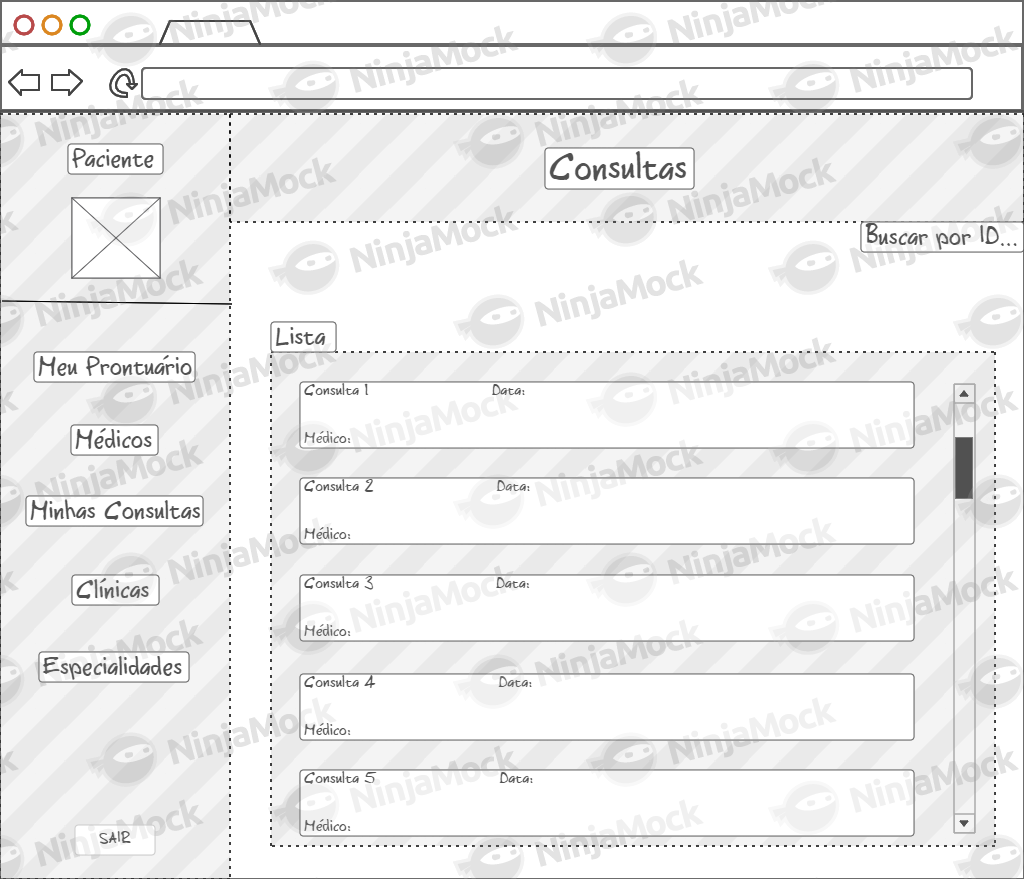 Paciente
Consultas
Buscar por ID...
Meu Prontuário
Médicos
Minhas Consultas
Clínicas
Especialidades
SAIR
Lista
Consulta 1 Data:
Médico:
Consulta 2 Data:
Médico:
Consulta 3 Data:
Médico:
Consulta 4 Data:
Médico:
Consulta 5 Data:
Médico:
NinjaMock